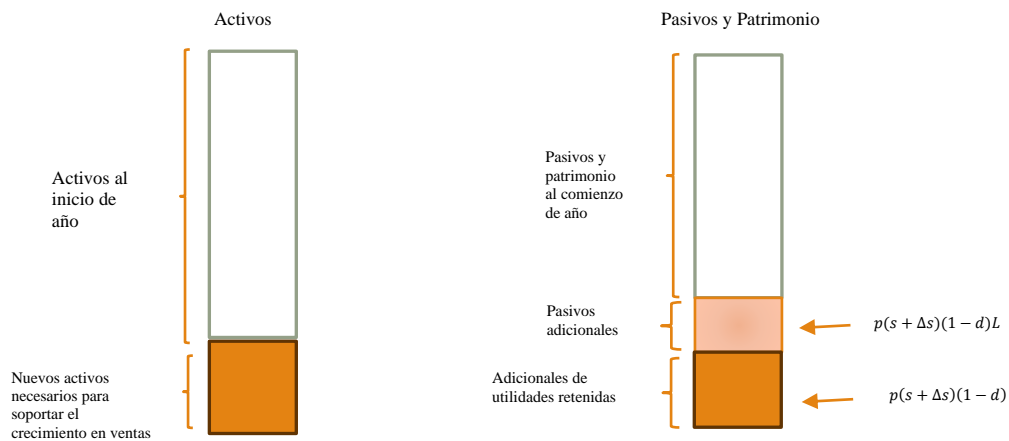 Activos
Activos al
inicio de
año
Nuevos activos
necesarios para
soportar el
crecimiento en ventas
Pasivos y Patrimonio
Pasivos y
patrimonio
al comienzo
de año
Pasivos
adicionales
p(s + Δs)(1 − d)L
Adicionales de
utilidades retenidas
p(s + Δs)(1 − d)